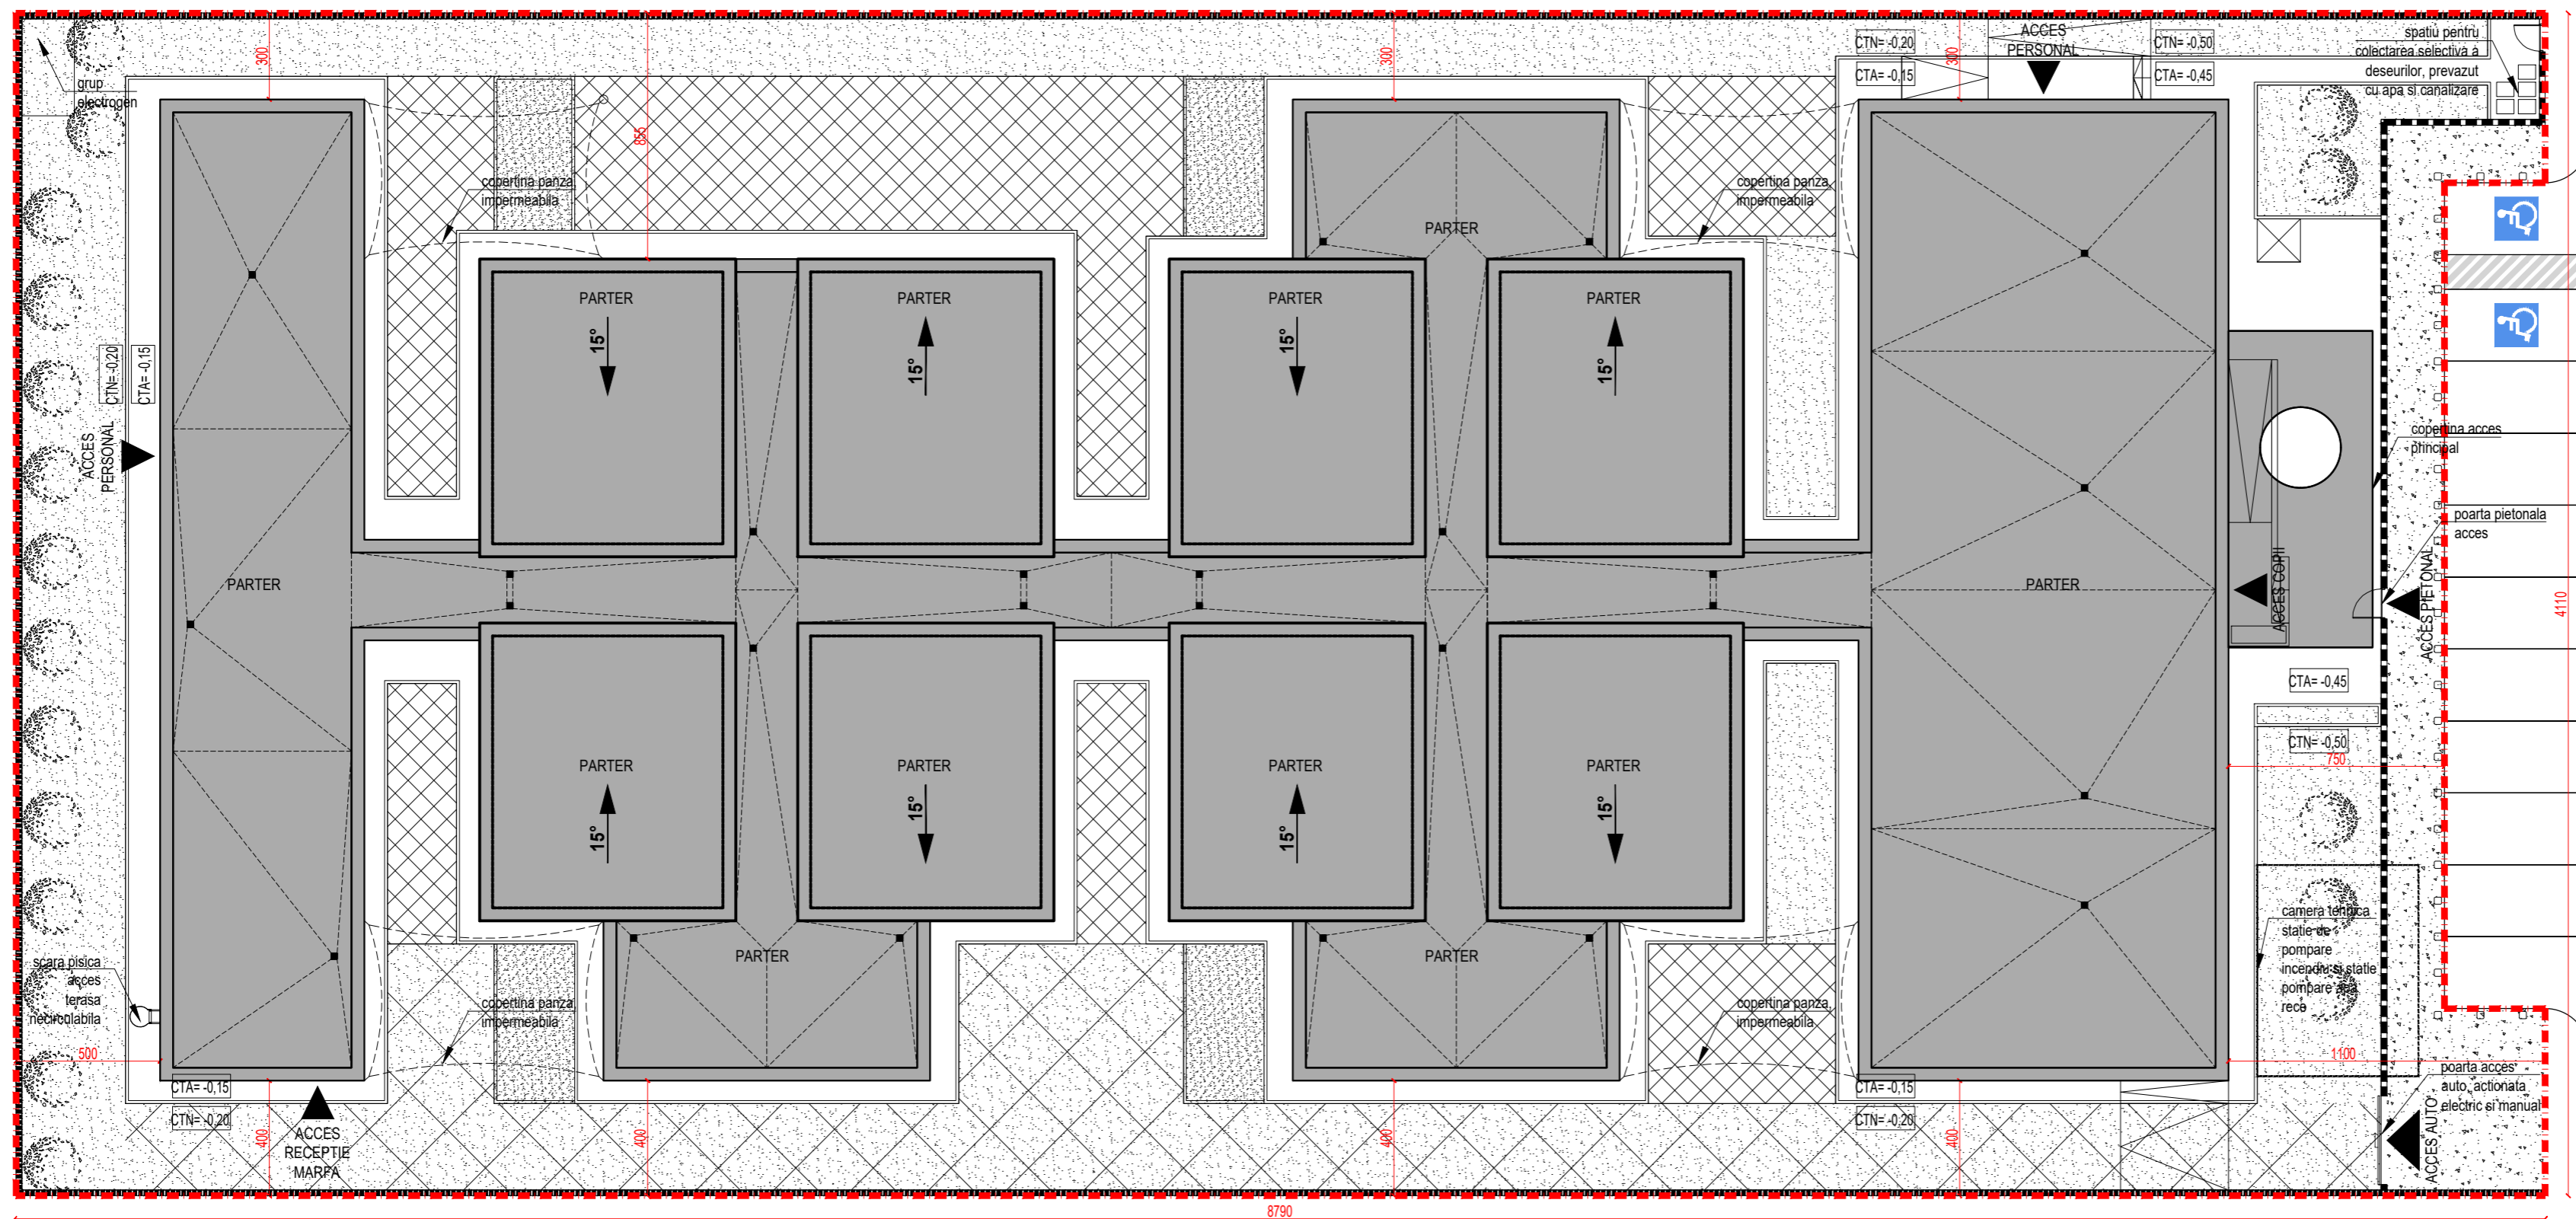 300
855
300
CTN= -0,20
CTA= -0,15
300
ACCES
PERSONAL
CTN= -0,50
CTA= -0,45
spatiu pentru
colectarea selectiva a
deseurilor, prevazut
cu apa si canalizare
grup
electrogen
copertina panza
impermeabila
copertina panza
impermeabila
PARTER
PARTER
15°
PARTER
15°
PARTER
15°
PARTER
15°
CTN= -0,20
CTA= -0,15
ACCES
PERSONAL
copertina acces
principal
poarta pietonala
acces
PARTER
PARTER
ACCES COPII
ACCES PIETONAL
4110
CTA= -0,45
CTN= -0,50
750
PARTER
15°
PARTER
15°
PARTER
15°
PARTER
15°
PARTER
PARTER
camera tehnica
statie de
pompare
incendiu si statie
pompare apa
rece
scara pisica
acces
terasa
necirculabila
copertina panza
impermeabila
copertina panza
impermeabila
500
1100
CTA= -0,15
CTN= -0,20
400
ACCES
RECEPTIE
MARFA
400
400
CTA= -0,15
CTN= -0,20
400
poarta acces
auto, actionata
electric si manual
ACCES AUTO
8790